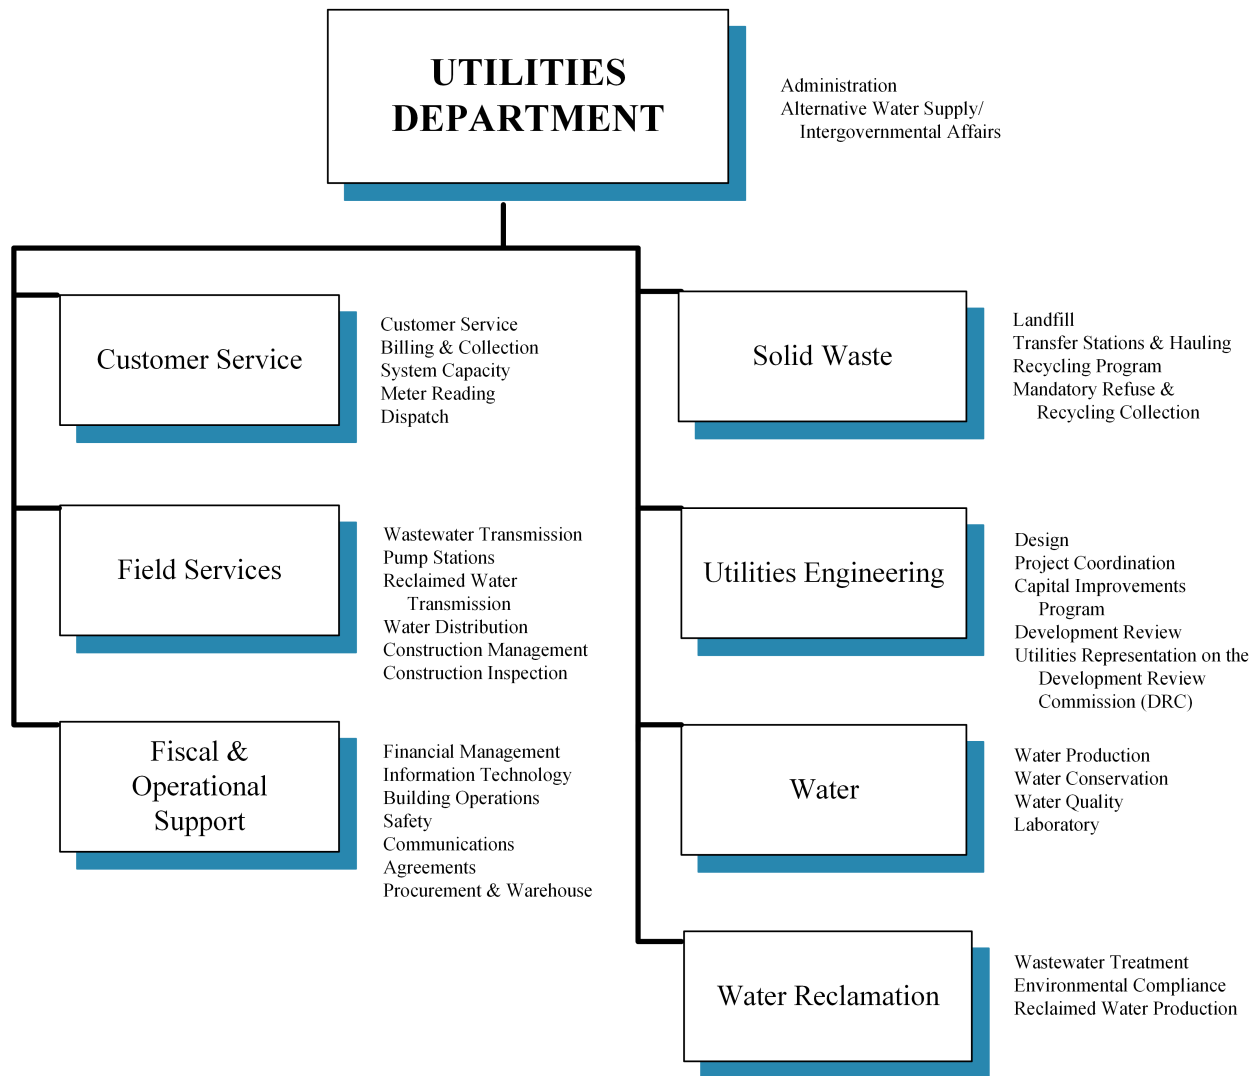 UTILITIES
DEPARTMENT
Administration
Alternative Water Supply/
Intergovernmental Affairs
Customer Service
Customer Service
Billing & Collection
System Capacity
Meter Reading
Dispatch
Field Services
Wastewater Transmission
Pump Stations
Reclaimed Water
Transmission
Water Distribution
Construction Management
Construction Inspection
Fiscal &
Operational
Support
Financial Management
Information Technology
Building Operations
Safety
Communications
Agreements
Procurement & Warehouse
Solid Waste
Landfill
Transfer Stations & Hauling
Recycling Program
Mandatory Refuse &
Recycling Collection
Utilities Engineering
Design
Project Coordination
Capital Improvements
Program
Development Review
Utilities Representation on the
Development Review
Commission (DRC)
Water
Water Production
Water Conservation
Water Quality
Laboratory
Water Reclamation
Wastewater Treatment
Environmental Compliance
Reclaimed Water Production